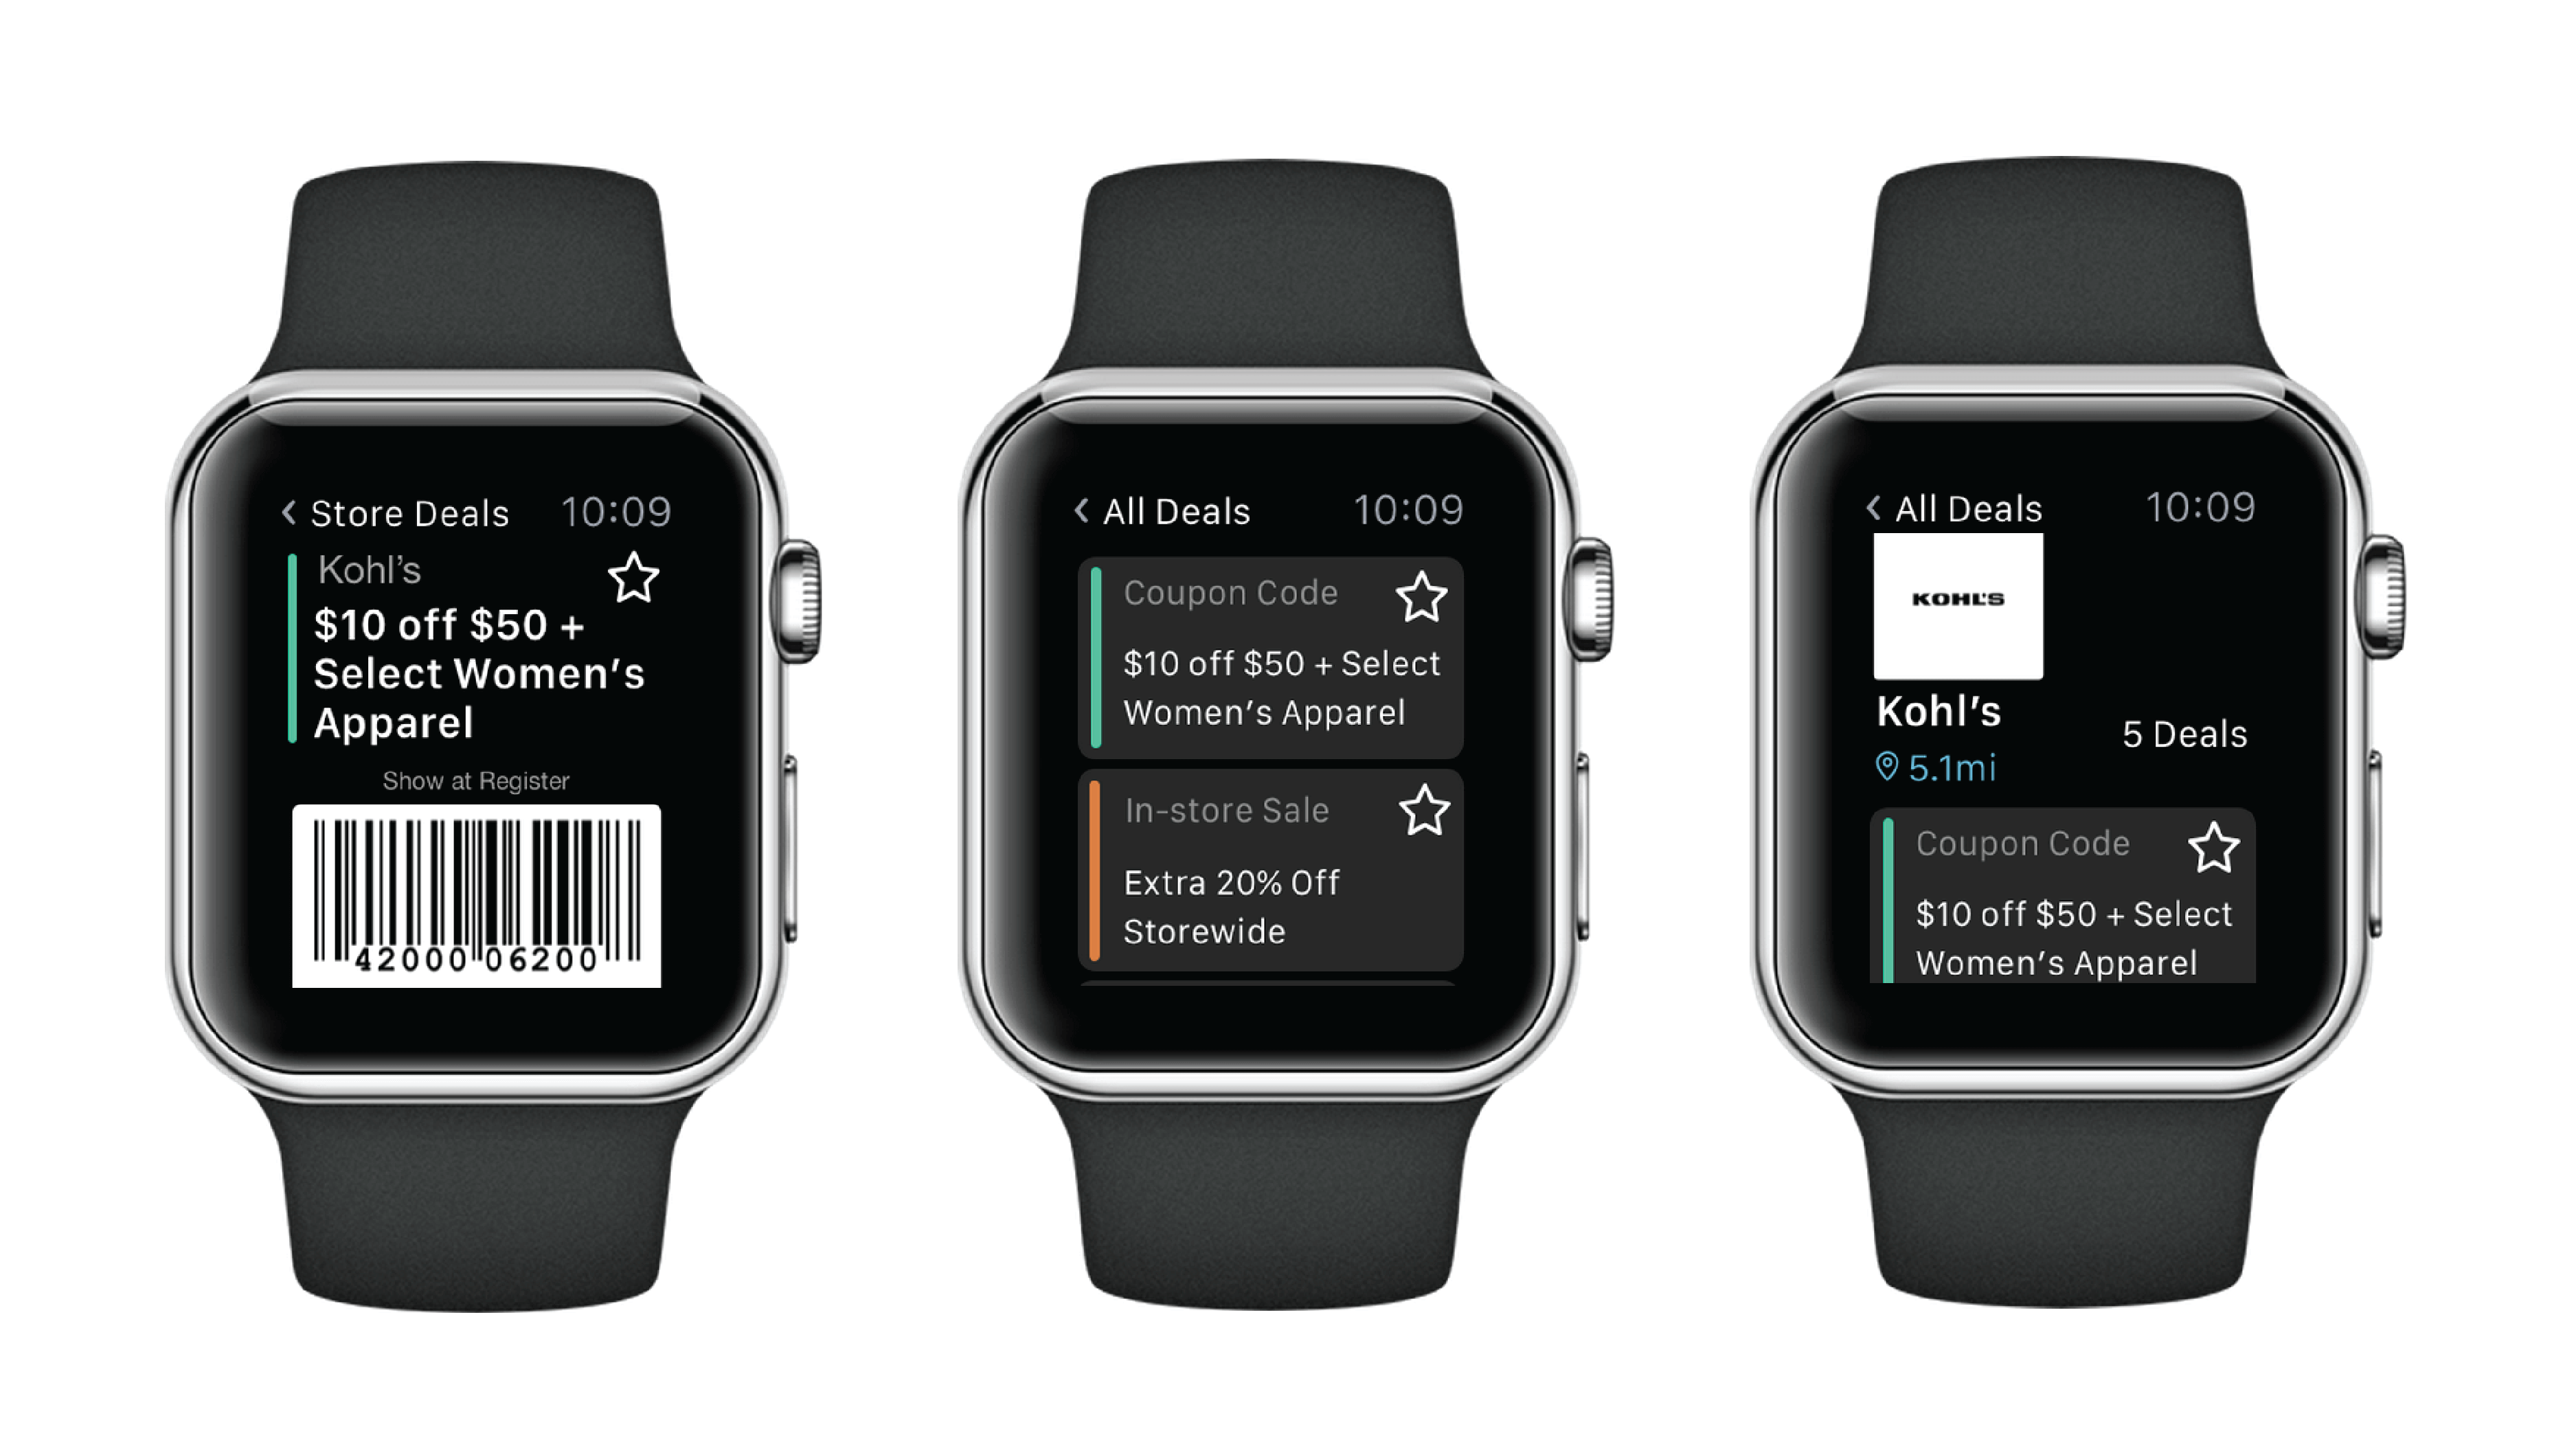 Store Deals 10:09
Kohl's
$10 off $50 +
Select Women's
Apparel
Show at Register
42000 06200
All Deals 10:09
Coupon Code
$10 off $50 + Select
Women's Apparel
In-store Sale
Extra 20% Off
Storewide
All Deals 10:09
KOHL'S
Kohl's
5 Deals
5.1mi
Coupon Code
$10 off $50 + Select
Women's Apparel